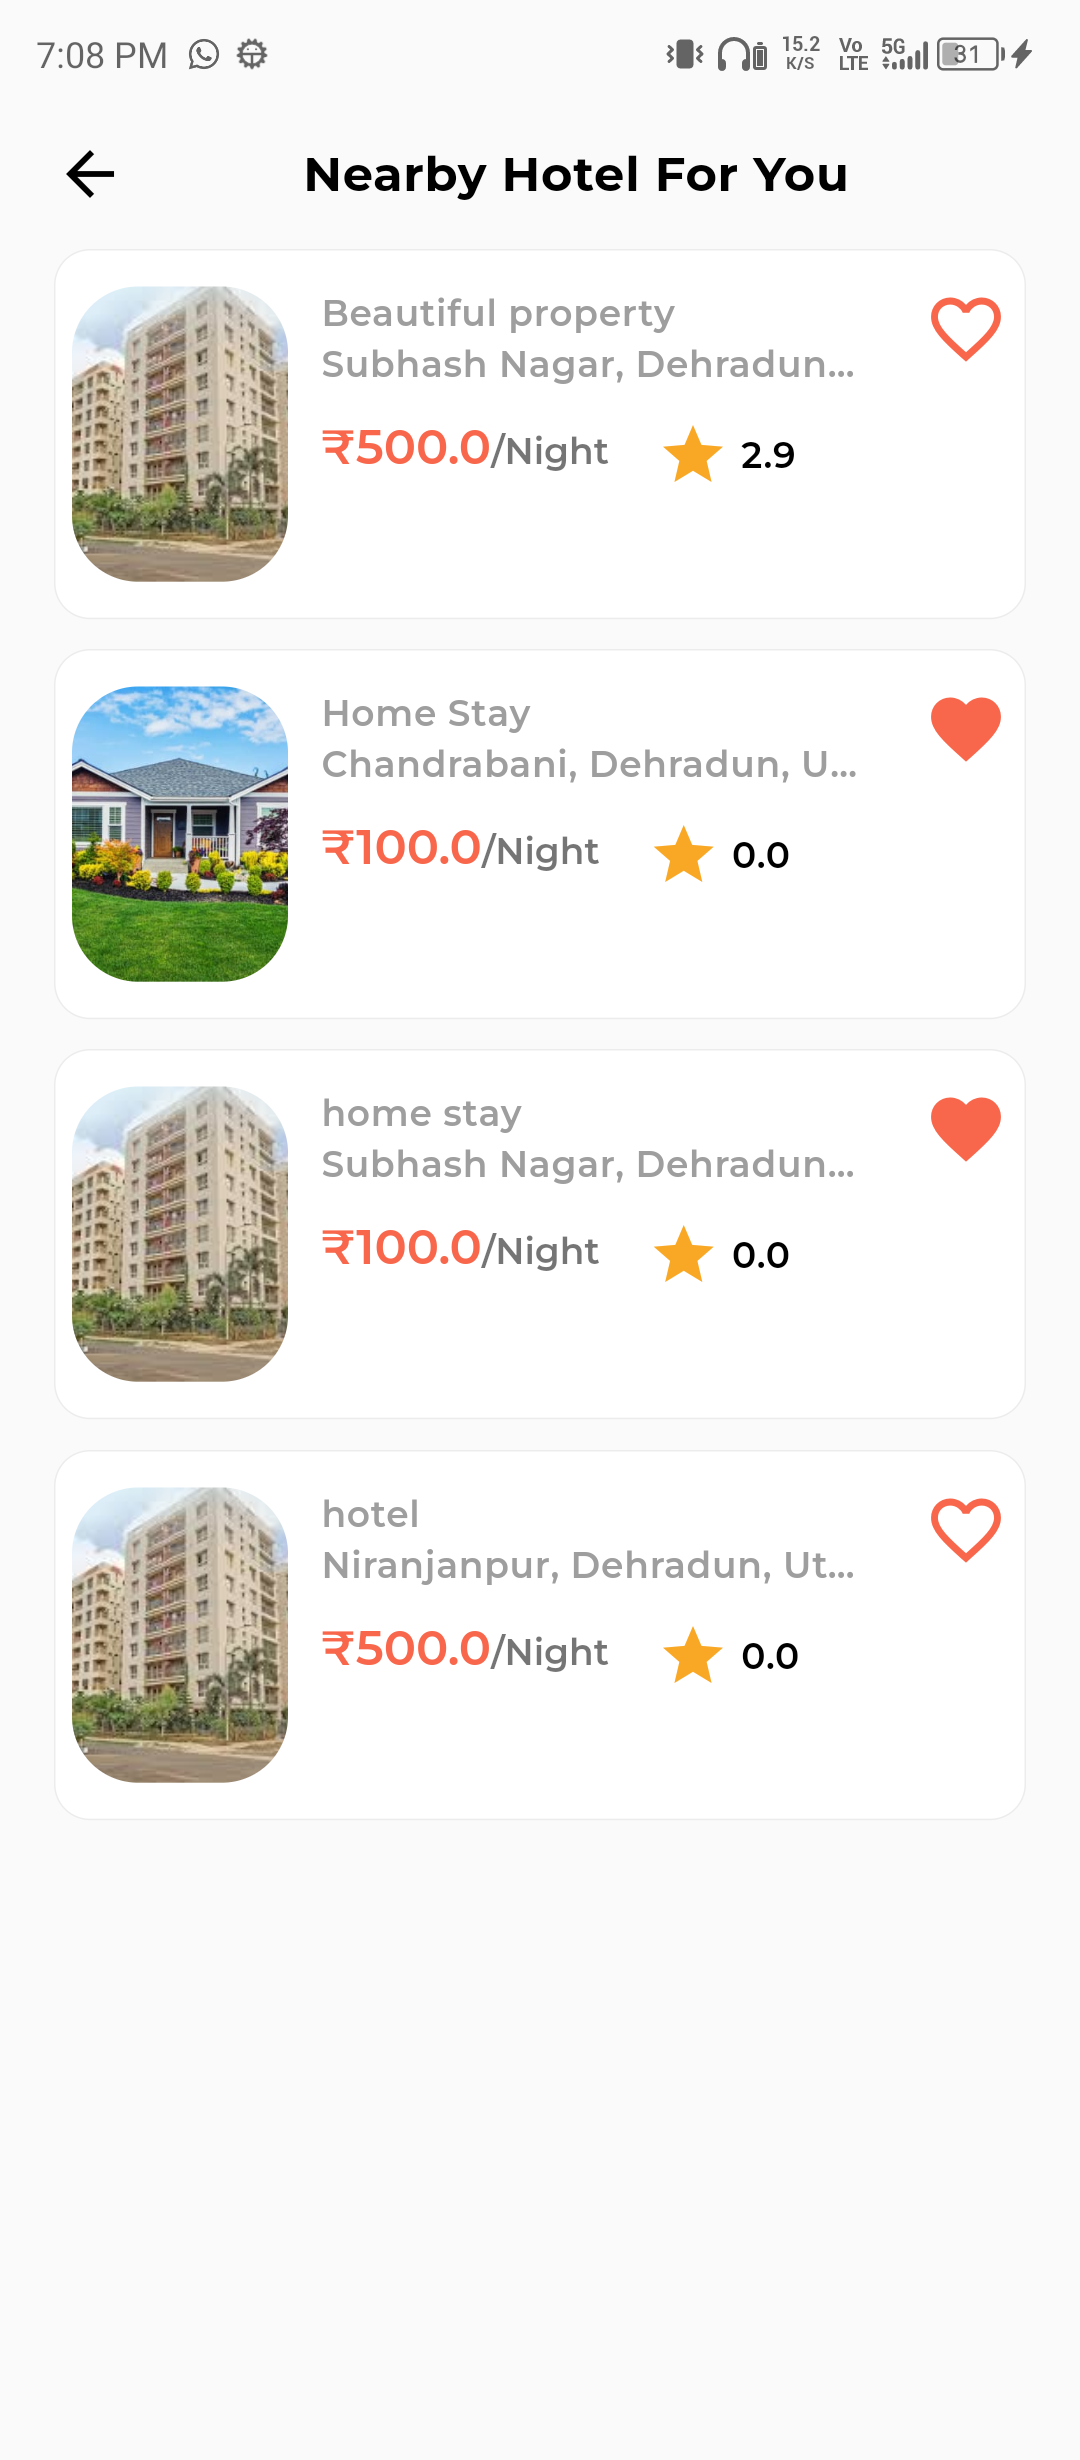 7:08 PM 15.2 K/S Vo LTE 5G 31
Nearby Hotel For You
Beautiful property
Subhash Nagar, Dehradun...
₹500.0/Night 2.9
Home Stay
Chandrabani, Dehradun, U...
₹100.0/Night 0.0
home stay
Subhash Nagar, Dehradun...
₹100.0/Night 0.0
hotel
Niranjanpur, Dehradun, Ut...
₹500.0/Night 0.0